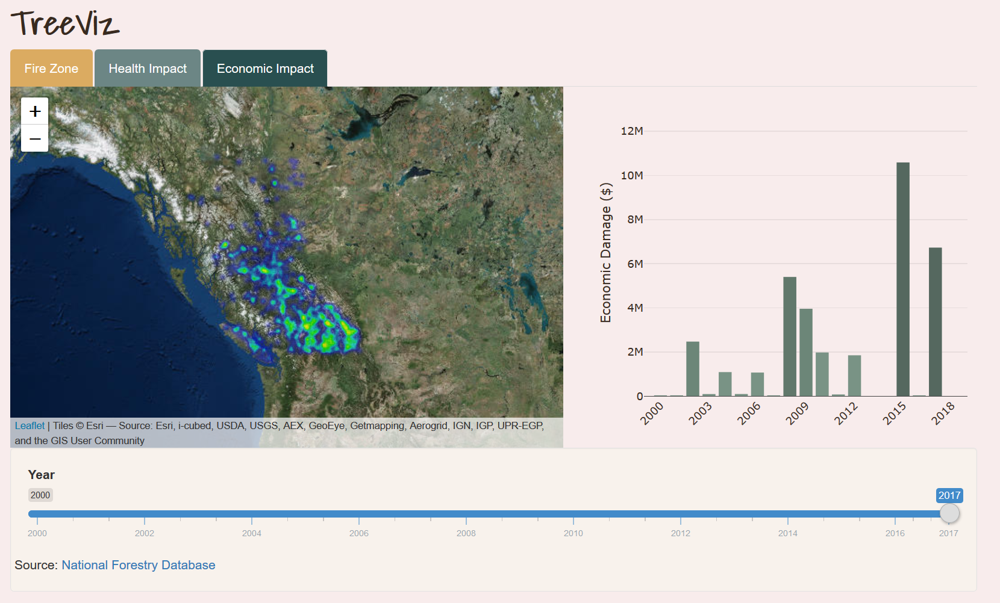 TreeViz
Fire Zone
Health Impact
Economic Impact
+
−
Leaflet | Tiles © Esri — Source: Esri, i-cubed, USDA, USGS, AEX, GeoEye, Getmapping, Aerogrid, IGN, IGP, UPR-EGP,
and the GIS User Community
Economic Damage ($)
12M
10M
8M
6M
4M
2M
0
2000
2003
2006
2009
2012
2015
2018
Year
2000
2017
2000
2002
2004
2006
2008
2010
2012
2014
2016
2017
Source: National Forestry Database